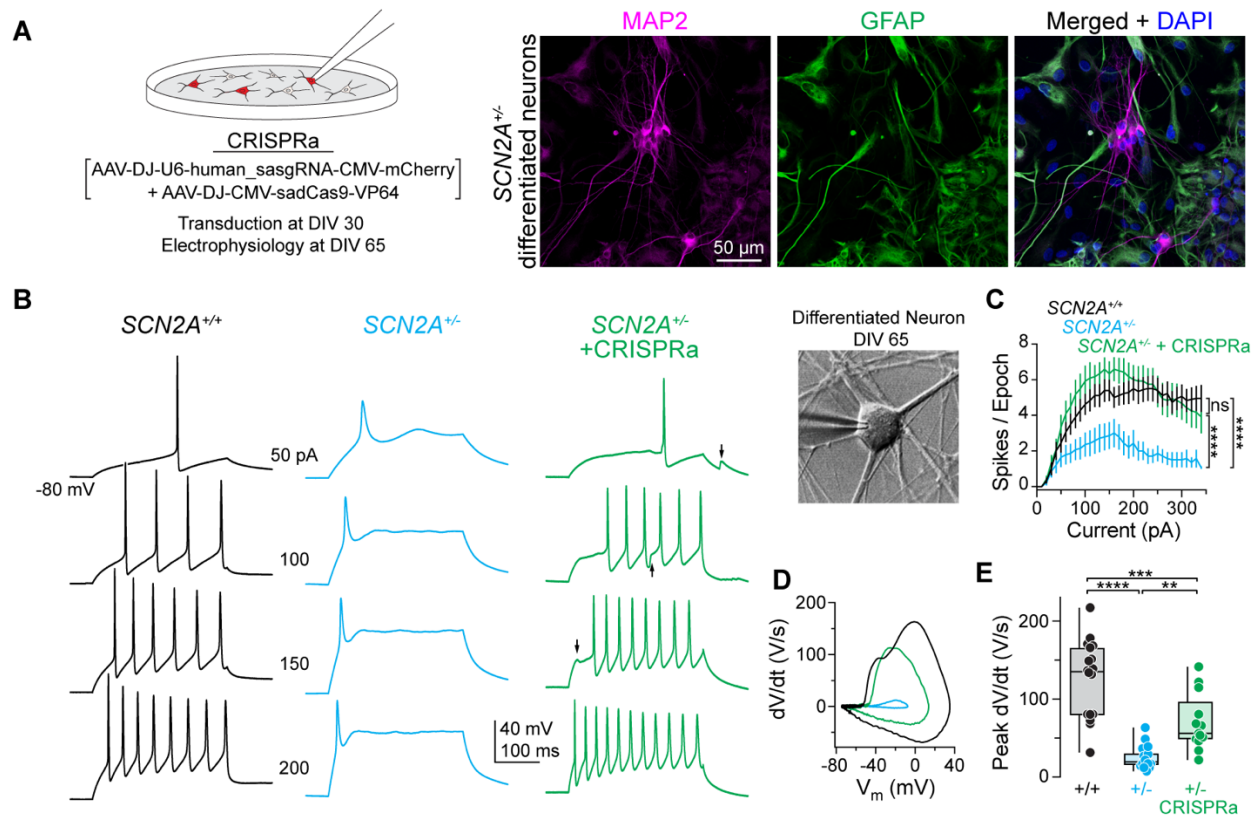 A
CRISPRa
AAV-DJ-U6-human_sasgRNA-CMV-mCherry
+ AAV-DJ-CMV-sadCas9-VP64
Transduction at DIV 30
Electrophysiology at DIV 65
SCN2A+/-
differentiated neurons
MAP2
GFAP
Merged + DAPI
50 µm
B
SCN2A+/+
SCN2A+/-
SCN2A+/-
+CRISPRa
50 pA
-80 mV
100
150
200
40 mV
100 ms
Differentiated Neuron
DIV 65
C
SCN2A+/+
SCN2A+/-
SCN2A+/- + CRISPRa
Spikes / Epoch
8
6
4
2
0
0 100 200 300
Current (pA)
ns
****
****
D
dV/dt (V/s)
200
100
0
-80 -40 0 40
Vm (mV)
E
***
**** **
Peak dV/dt (V/s)
200
100
0
+/+
+/-
+/-
CRISPRa